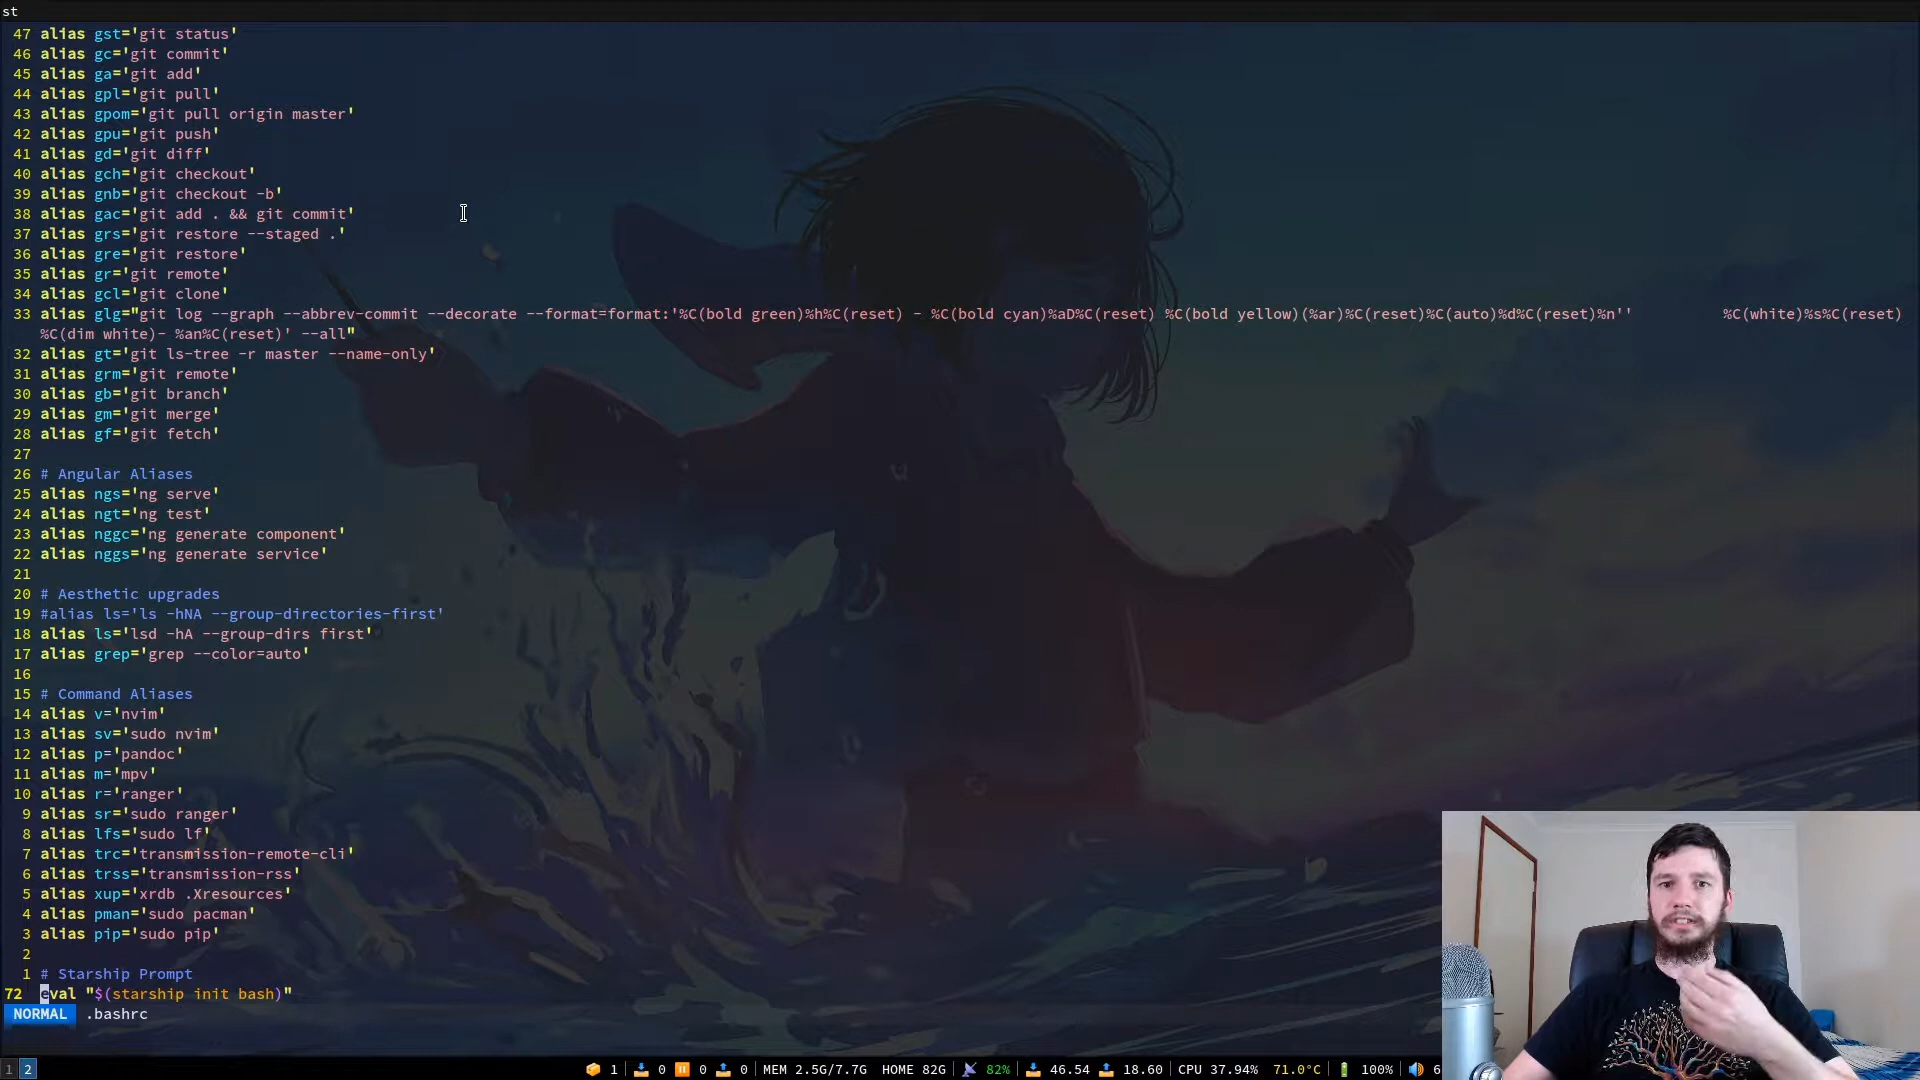 st
47 alias gst='git status'
46 alias gc='git commit'
45 alias ga='git add'
44 alias gpl='git pull'
43 alias gpom='git pull origin master'
42 alias gpu='git push'
41 alias gd='git diff'
40 alias gch='git checkout'
39 alias gnb='git checkout -b'
38 alias gac='git add . && git commit'
37 alias grs='git restore --staged .'
36 alias gre='git restore'
35 alias gr='git remote'
34 alias gcl='git clone'
33 alias glg="git log --graph --abbrev-commit --decorate --format=format:'%C(bold green)%h%C(reset) - %C(bold cyan)%aD%C(reset) %C(bold yellow)(%ar)%C(reset)%C(auto)%d%C(reset)%n''          %C(white)%s%C(reset)
%C(dim white)- %an%C(reset)' --all"
32 alias gt='git ls-tree -r master --name-only'
31 alias grm='git remote'
30 alias gb='git branch'
29 alias gm='git merge'
28 alias gf='git fetch'
27
26 # Angular Aliases
25 alias ngs='ng serve'
24 alias ngt='ng test'
23 alias nggc='ng generate component'
22 alias nggs='ng generate service'
21
20 # Aesthetic upgrades
19 #alias ls='ls -hNA --group-directories-first'
18 alias ls='lsd -hA --group-dirs first'
17 alias grep='grep --color=auto'
16
15 # Command Aliases
14 alias v='nvim'
13 alias sv='sudo nvim'
12 alias p='pandoc'
11 alias m='mpv'
10 alias r='ranger'
9 alias sr='sudo ranger'
8 alias lfs='sudo lf'
7 alias trc='transmission-remote-cli'
6 alias trss='transmission-rss'
5 alias xup='xrdb .Xresources'
4 alias pman='sudo pacman'
3 alias pip='sudo pip'
2
1 # Starship Prompt
72 eval "$(starship init bash)"
NORMAL .bashrc
1 2 1 0 0 0 MEM 2.5G/7.7G HOME 82G 82% 46.54 18.60 CPU 37.94% 71.0°C 100% 6